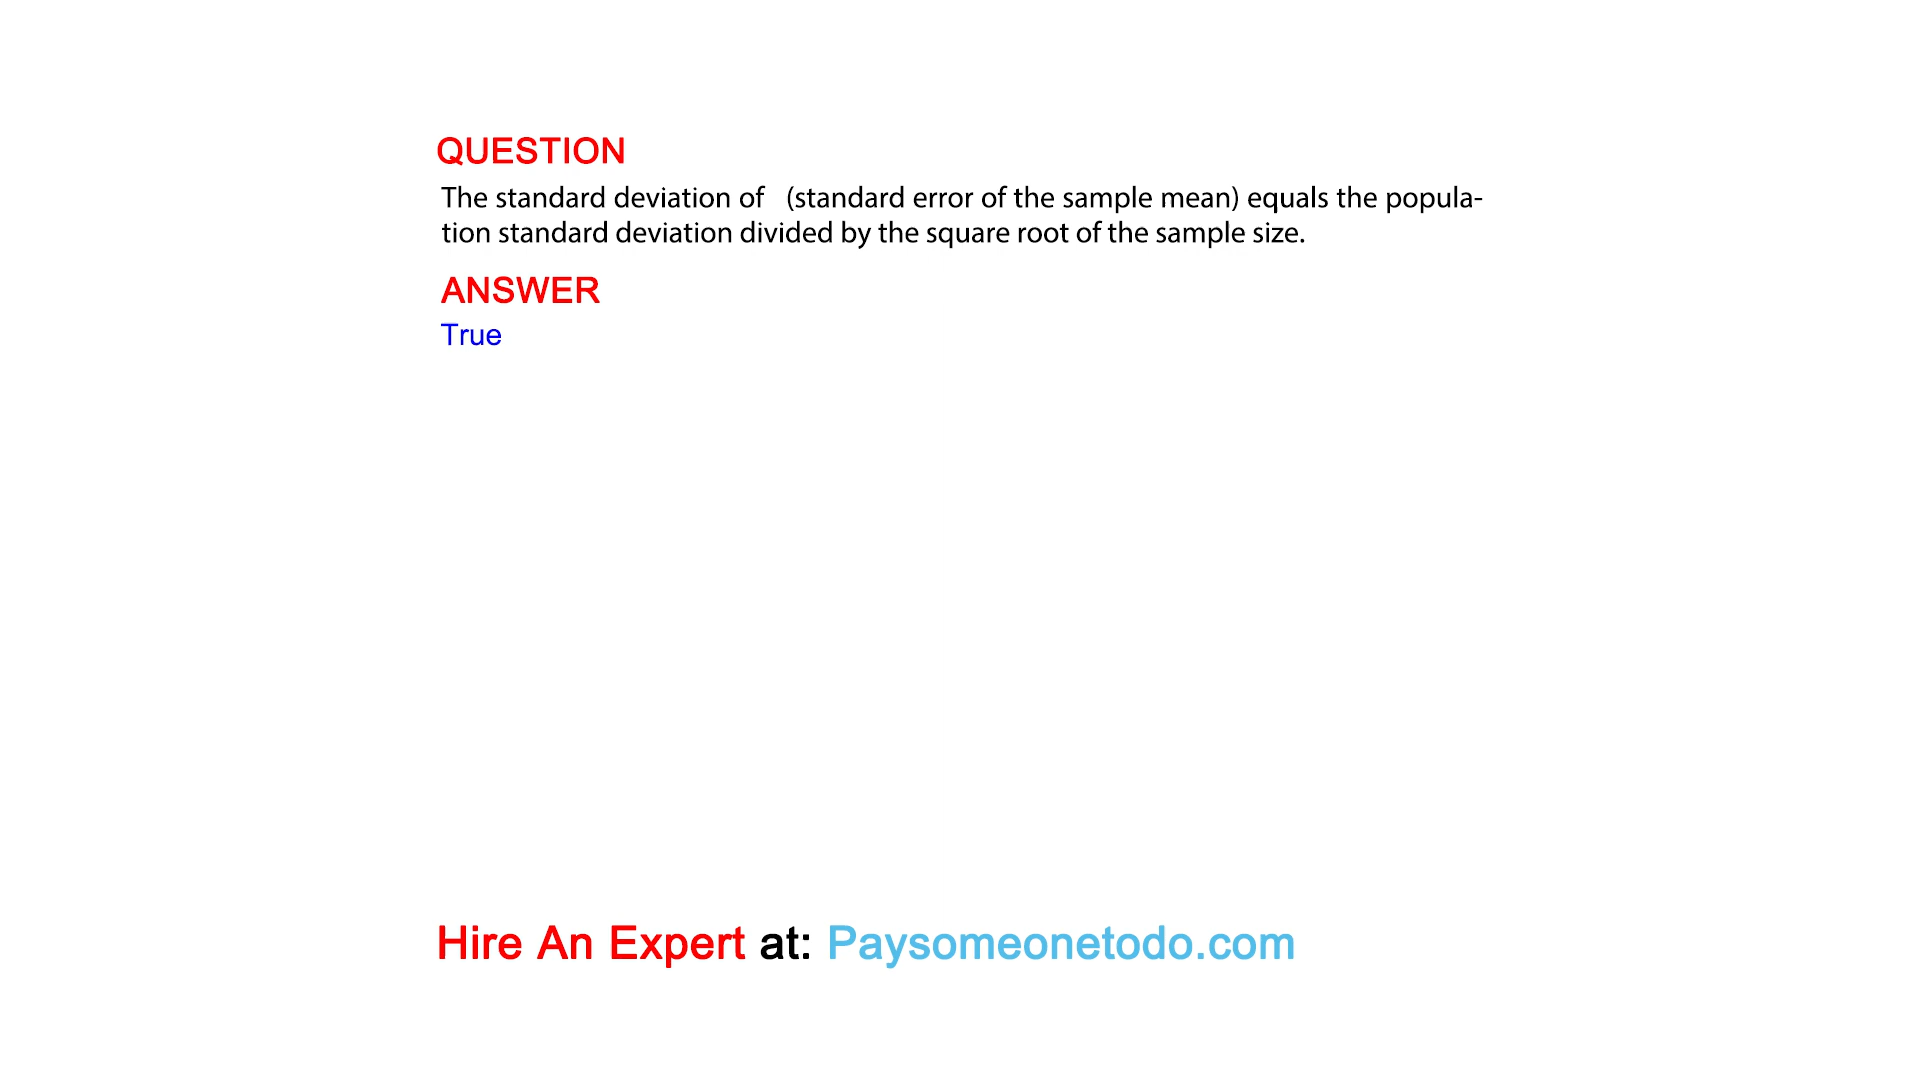 QUESTION
The standard deviation of (standard error of the sample mean) equals the popula-
tion standard deviation divided by the square root of the sample size.
ANSWER
True
Hire An Expert at: Paysomeonetodo.com